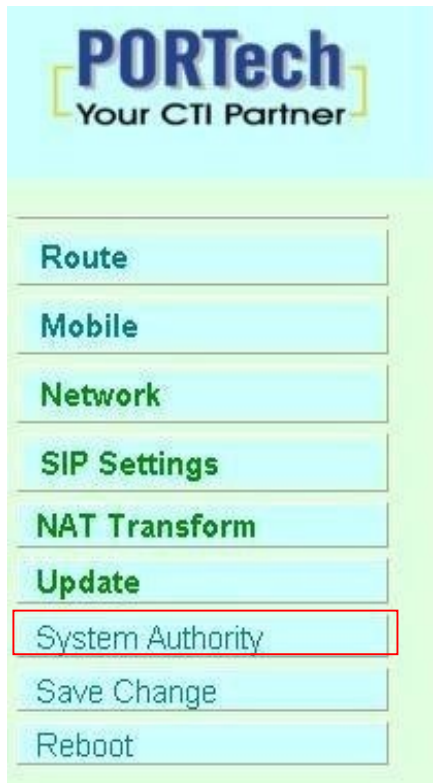 PORTech
Your CTI Partner
Route
Mobile
Network
SIP Settings
NAT Transform
Update
System Authority
Save Change
Reboot